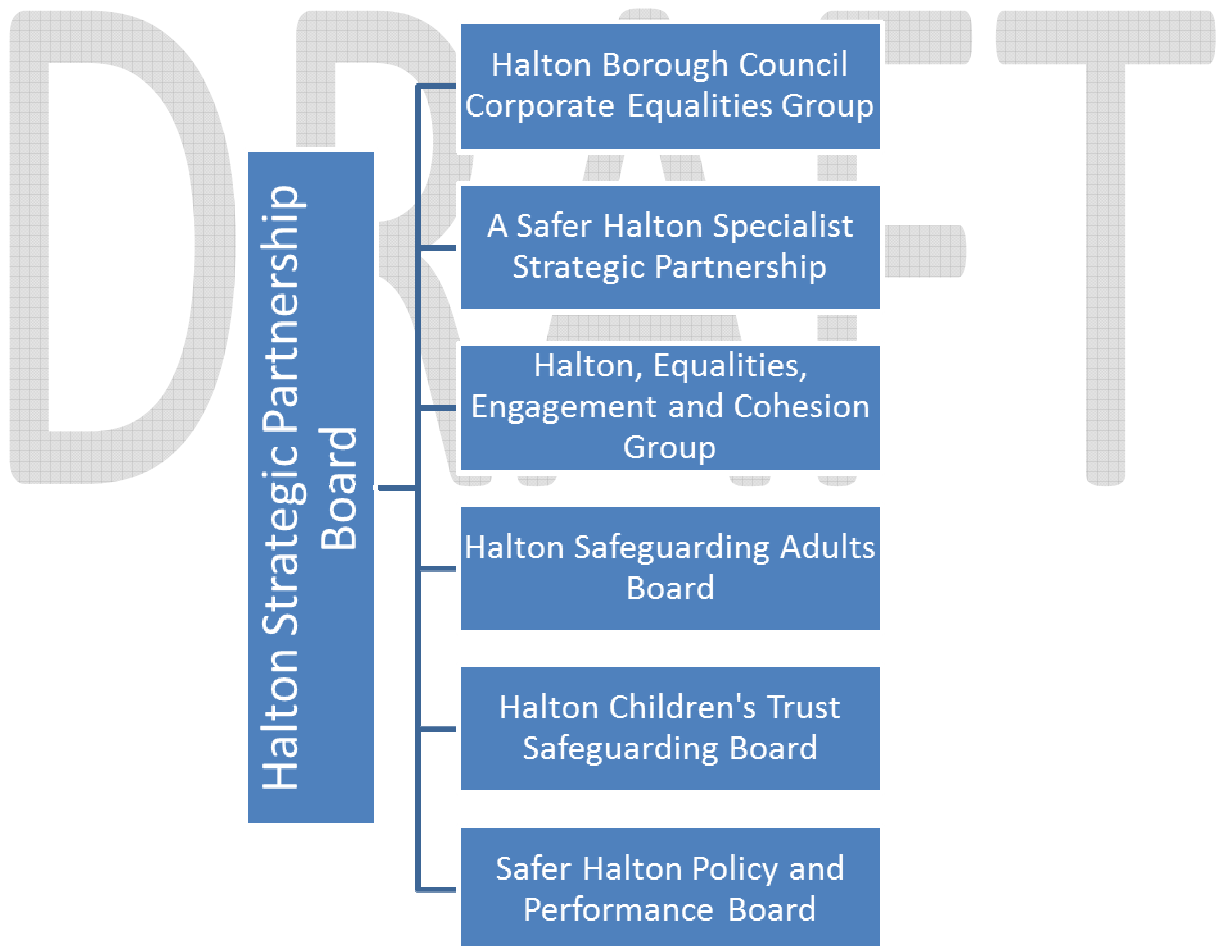 DRAFT
Halton Strategic Partnership
Board
Halton Borough Council
Corporate Equalities Group
A Safer Halton Specialist
Strategic Partnership
Halton, Equalities,
Engagement and Cohesion
Group
Halton Safeguarding Adults
Board
Halton Children's Trust
Safeguarding Board
Safer Halton Policy and
Performance Board